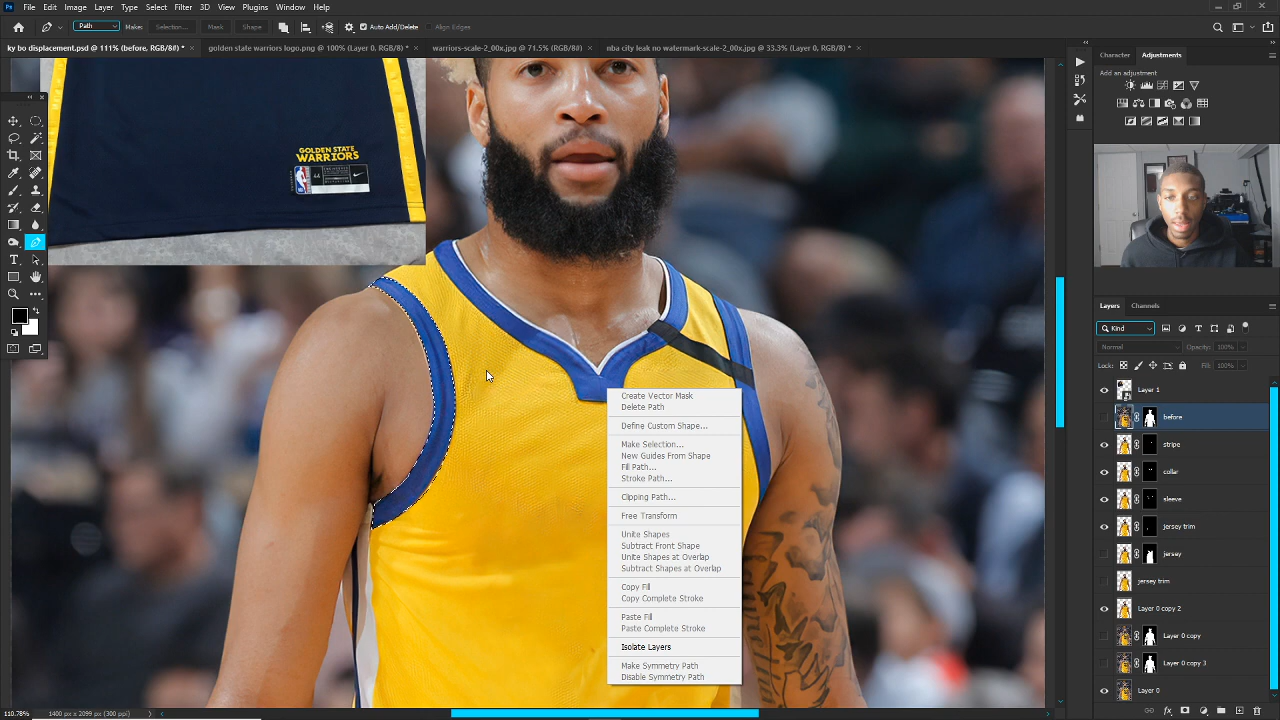 Ps File Edit Image Layer Type Select Filter 3D View Plugins Window Help
Path Make: Selection... Mask Shape Auto Add/Delete Align Edges
ky bo displacement.psd @ 111% (before, RGB/8#) * × golden state warriors logo.png @ 100% (Layer 0, RGB/8) * × warriors-scale-2_00x.jpg @ 71.5% (RGB/8#) × nba city leak no watermark-scale-2_00x.jpg @ 33.3% (Layer 0, RGB/8*) * ×
Character Adjustments
Add an adjustment
GOLDEN STATE
WARRIORS
44
Layers Channels
Kind
Normal Opacity: 100%
Lock: Fill: 100%
Layer 1
before
stripe
collar
sleeve
jersey trim
jersey
jersey trim
Layer 0 copy 2
Layer 0 copy
Layer 0 copy 3
Layer 0
Create Vector Mask
Delete Path
Define Custom Shape...
Make Selection...
New Guides From Shape
Fill Path...
Stroke Path...
Clipping Path...
Free Transform
Unite Shapes
Subtract Front Shape
Unite Shapes at Overlap
Subtract Shapes at Overlap
Copy Fill
Copy Complete Stroke
Paste Fill
Paste Complete Stroke
Isolate Layers
Make Symmetry Path
Disable Symmetry Path
110.78% 1400 px x 2099 px (300 ppi)